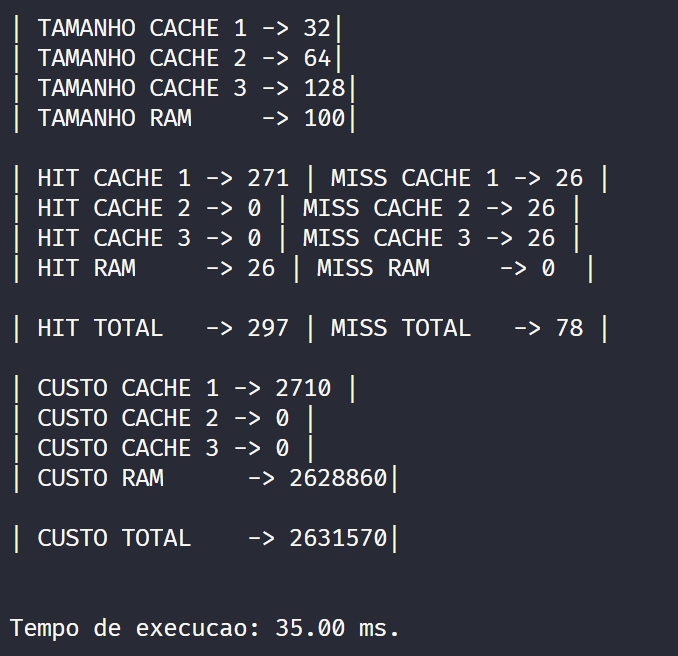 | TAMANHO CACHE 1 -> 32|
| TAMANHO CACHE 2 -> 64|
| TAMANHO CACHE 3 -> 128|
| TAMANHO RAM     -> 100|

| HIT CACHE 1 -> 271 | MISS CACHE 1 -> 26 |
| HIT CACHE 2 -> 0 | MISS CACHE 2 -> 26 |
| HIT CACHE 3 -> 0 | MISS CACHE 3 -> 26 |
| HIT RAM     -> 26 | MISS RAM     -> 0  |

| HIT TOTAL   -> 297 | MISS TOTAL   -> 78 |

| CUSTO CACHE 1 -> 2710 |
| CUSTO CACHE 2 -> 0 |
| CUSTO CACHE 3 -> 0 |
| CUSTO RAM      -> 2628860|

| CUSTO TOTAL    -> 2631570|

Tempo de execucao: 35.00 ms.